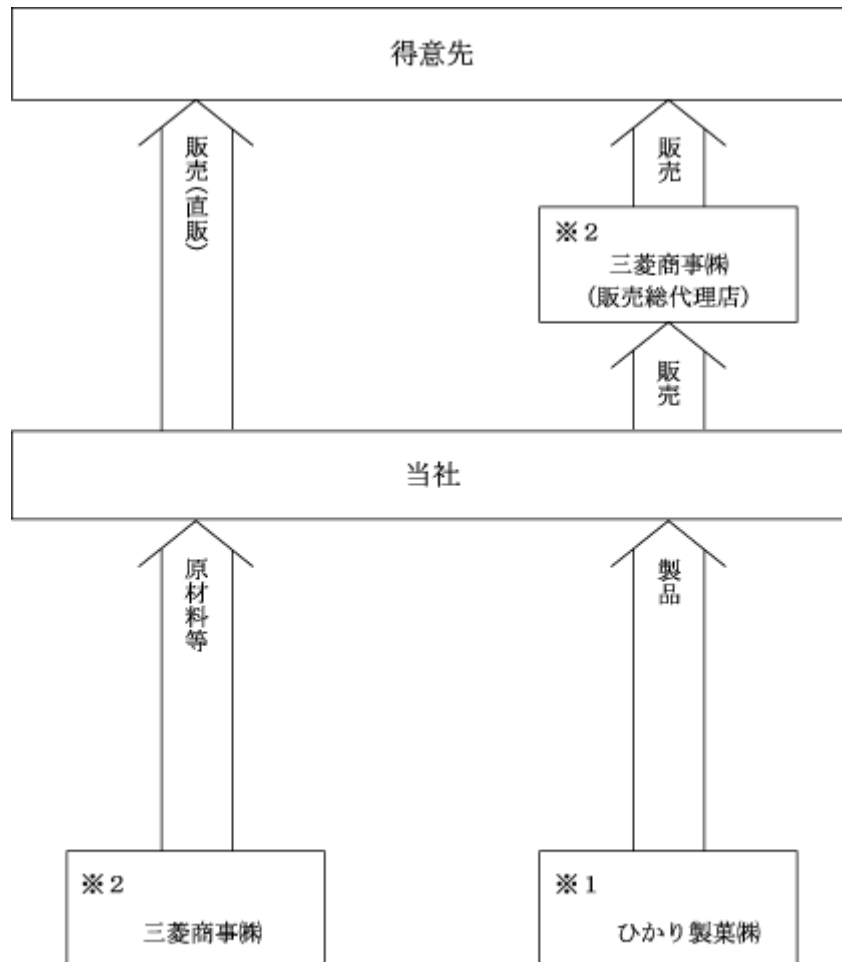 得意先
販売(直販)
販売
※2
三菱商事㈱
(販売総代理店)
販売
当社
原材料等
製品
※2
三菱商事㈱
※1
ひかり製菓㈱